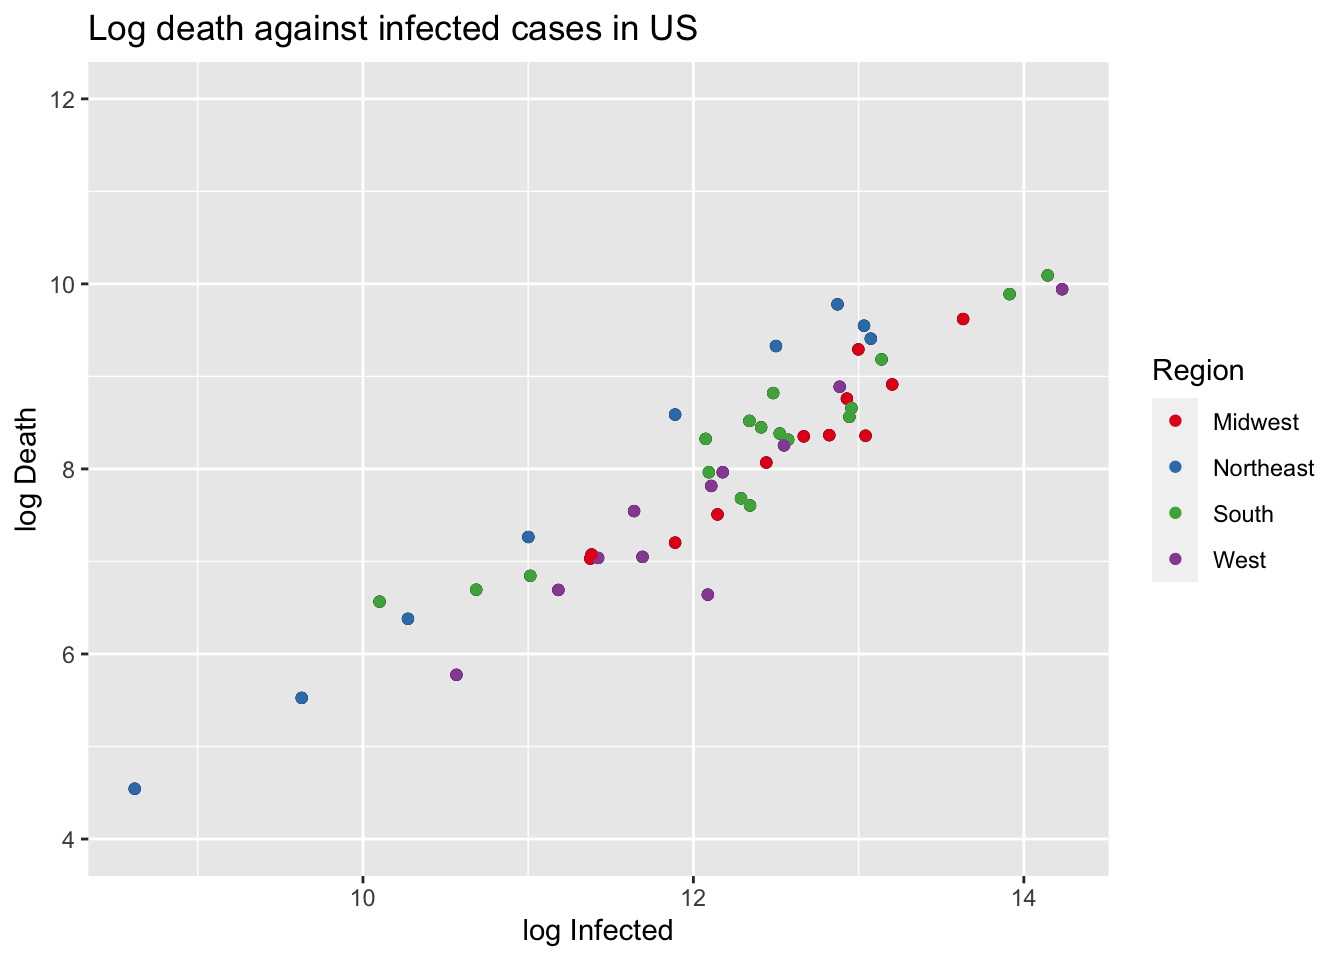 Log death against infected cases in US
12
10
8
6
4
log Death
10
12
14
log Infected
Region
Midwest
Northeast
South
West